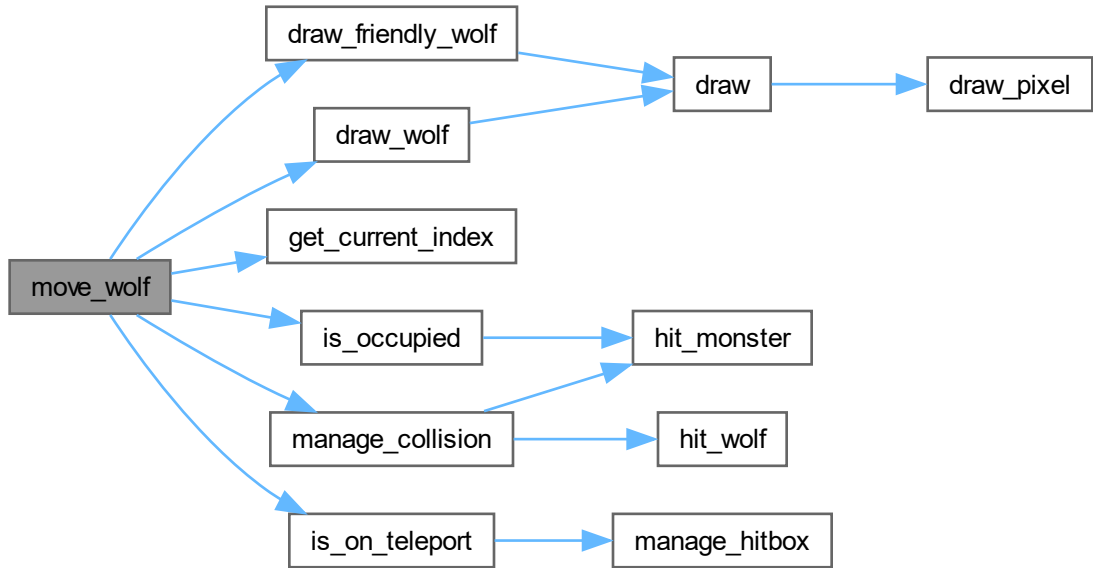 draw_friendly_wolf
draw
draw_pixel
draw_wolf
get_current_index
move_wolf
is_occupied
hit_monster
manage_collision
hit_wolf
is_on_teleport
manage_hitbox